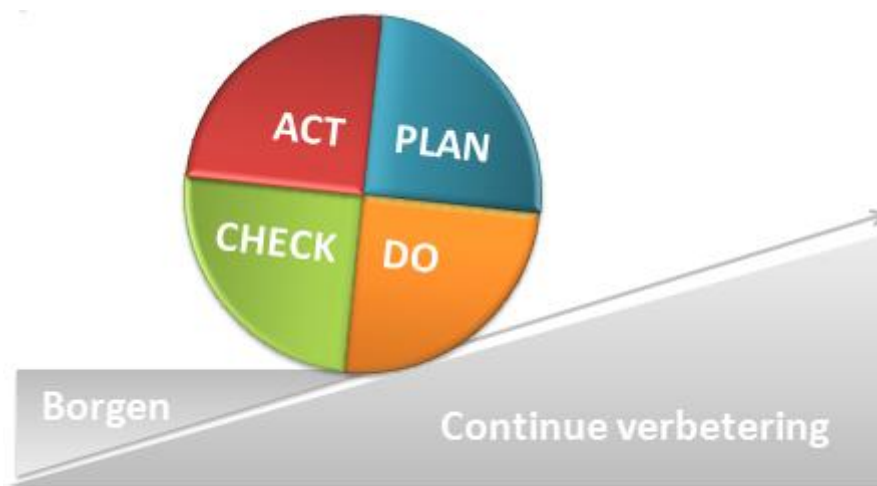 ACT
PLAN
CHECK
DO
Borgen
Continue verbetering